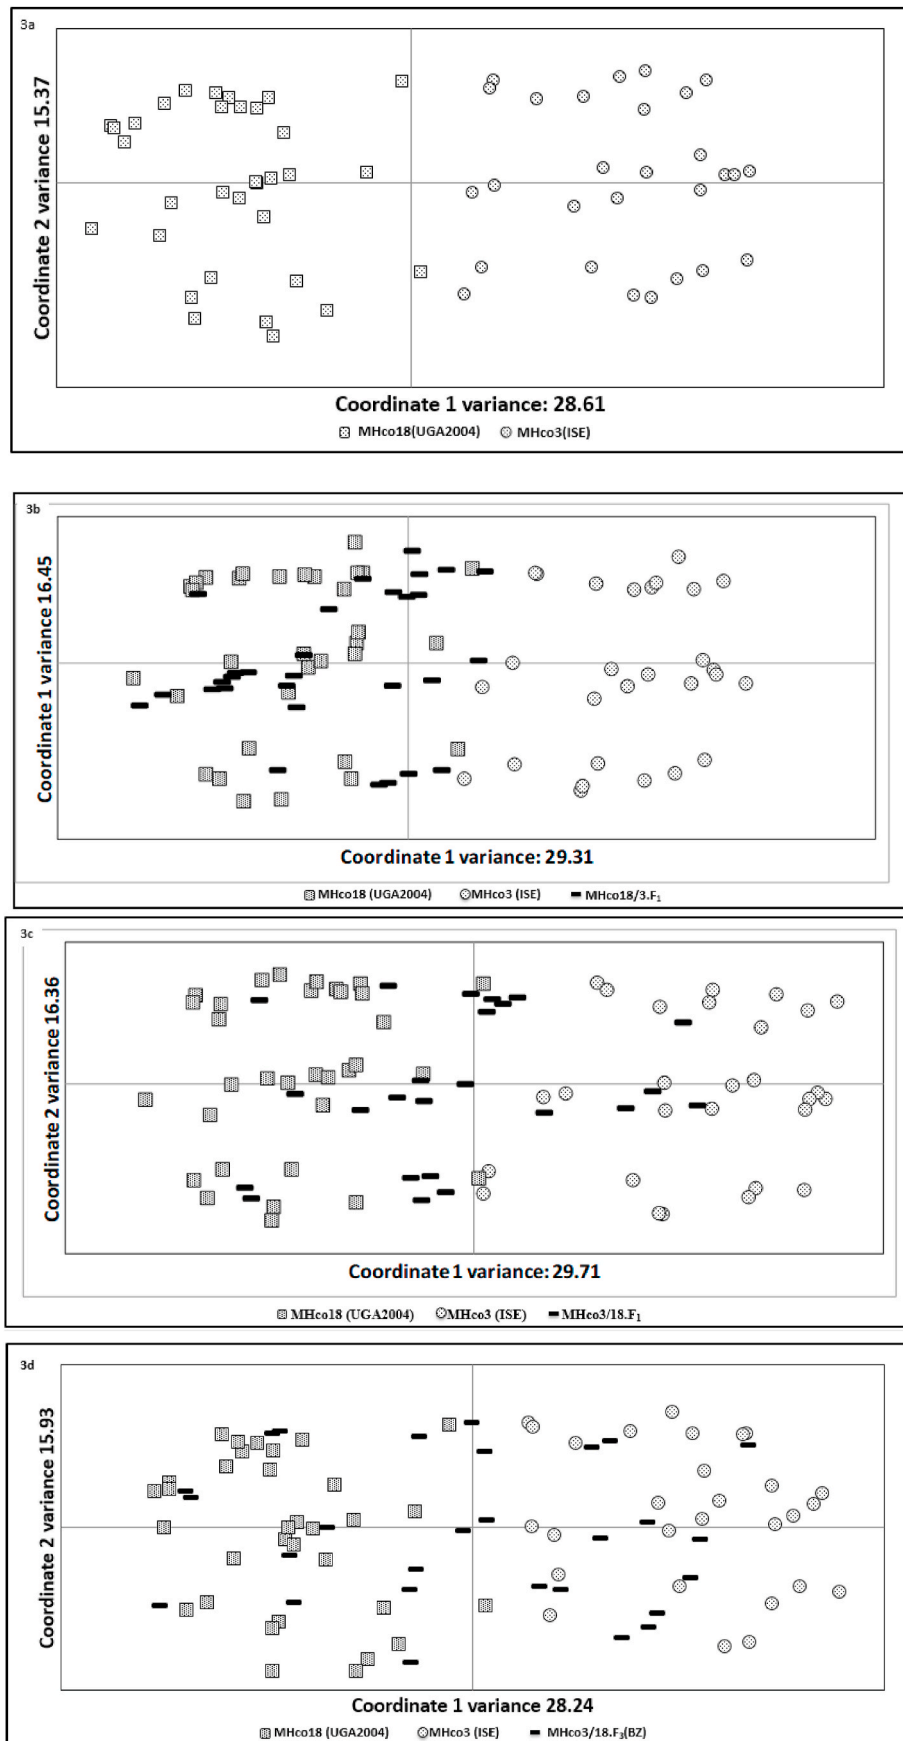 3a
Coordinate 2 variance 15.37
Coordinate 1 variance: 28.61
MHco18(UGA2004) MHco3(ISE)
3b
Coordinate 1 variance 16.45
Coordinate 1 variance: 29.31
MHco18 (UGA2004) MHco3 (ISE) MHco18/3.F₁
3c
Coordinate 2 variance 16.36
Coordinate 1 variance: 29.71
MHco18 (UGA2004) MHco3 (ISE) MHco3/18.F₁
3d
Coordinate 2 variance 15.93
Coordinate 1 variance 28.24
MHco18 (UGA2004) MHco3 (ISE) MHco3/18.F₃(BZ)